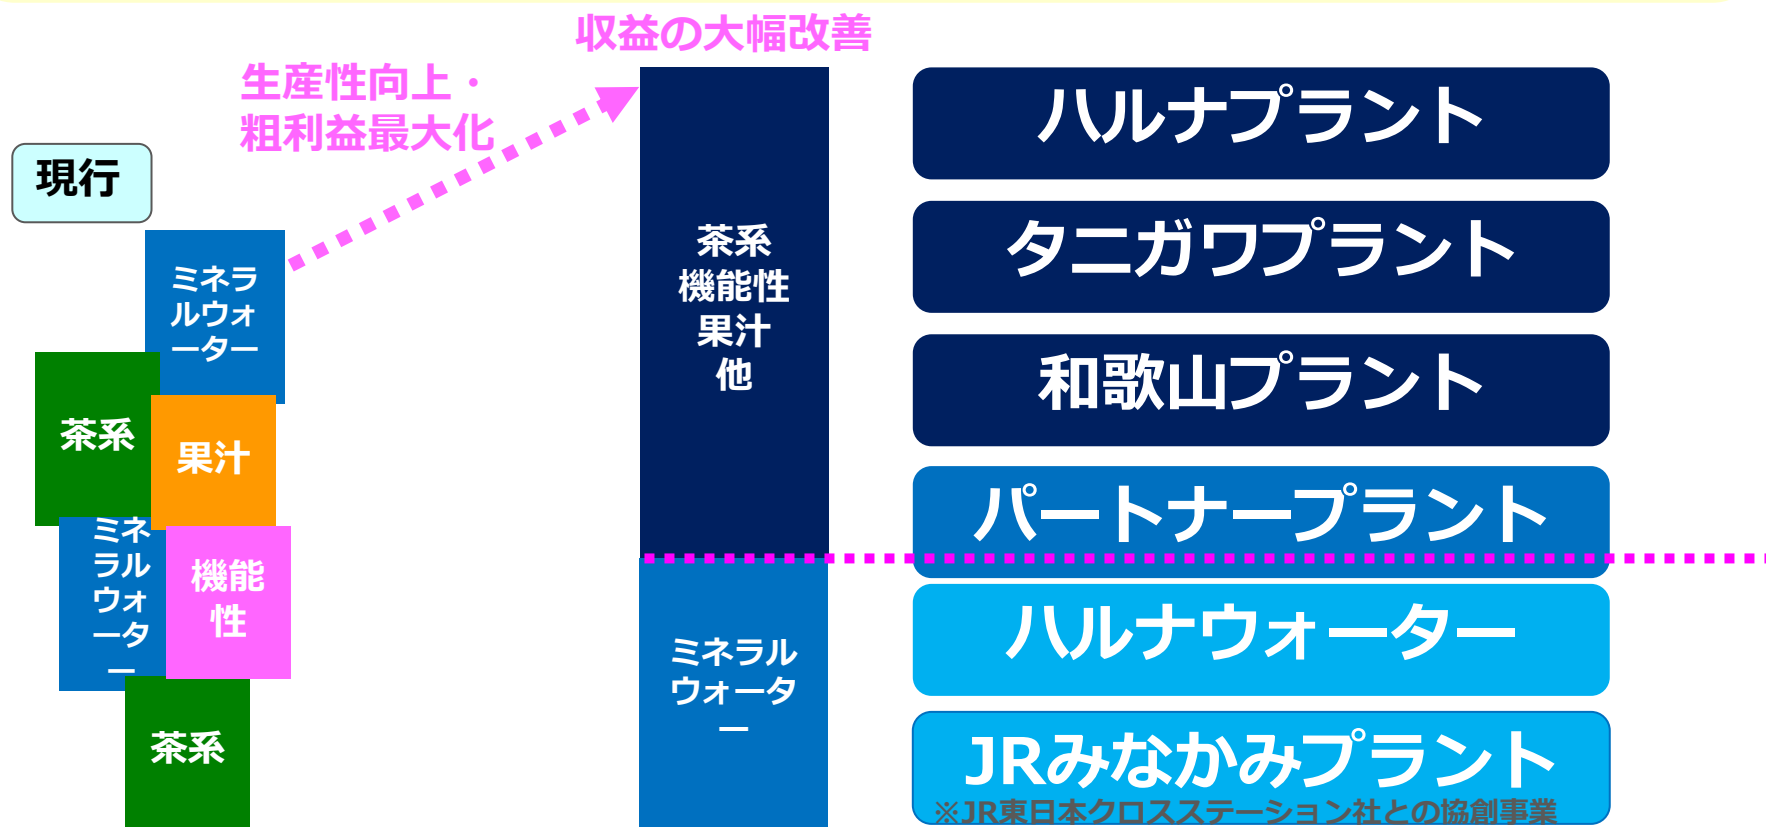 収益の大幅改善
生産性向上・
粗利益最大化
現行
ミネラ
ルウォ
ーター
茶系
果汁
ミネ
ラル
ウォ
ータ
ー
機能
性
茶系
茶系
機能性
果汁
他
ミネラル
ウォータ
ー
ハルナプラント
タニガワプラント
和歌山プラント
パートナープラント
ハルナウォーター
JRみなかみプラント
※JR東日本クロスステーション社との協創事業